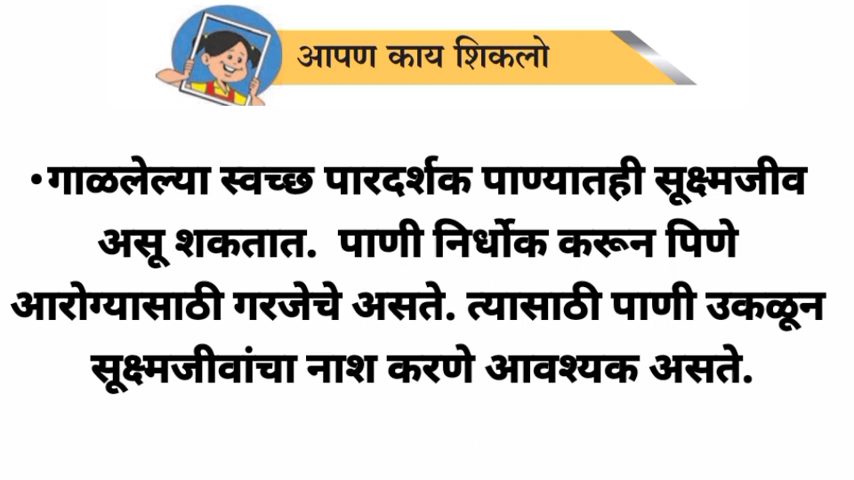 आपण काय शिकलो
•गाळलेल्या स्वच्छ पारदर्शक पाण्यातही सूक्ष्मजीव
असू शकतात.  पाणी निर्धोक करून पिणे
आरोग्यासाठी गरजेचे असते. त्यासाठी पाणी उकळून
सूक्ष्मजीवांचा नाश करणे आवश्यक असते.